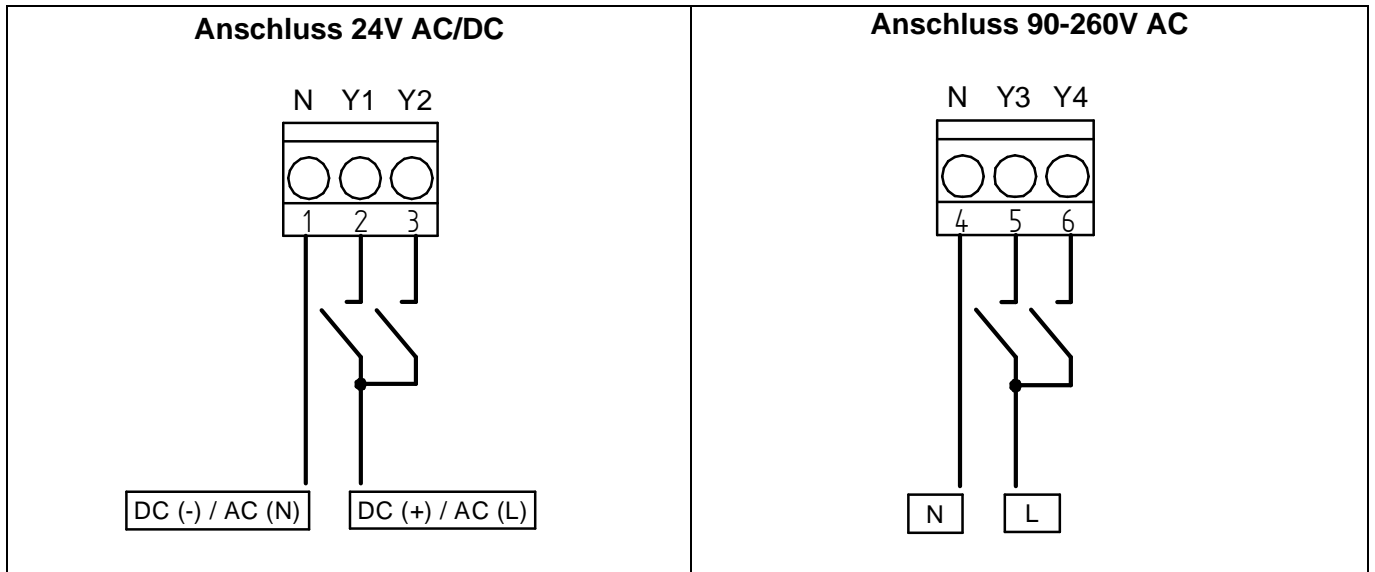 Anschluss 24V AC/DC
N Y1 Y2
1 2 3
DC (-) / AC (N) DC (+) / AC (L)
Anschluss 90-260V AC
N Y3 Y4
4 5 6
N L